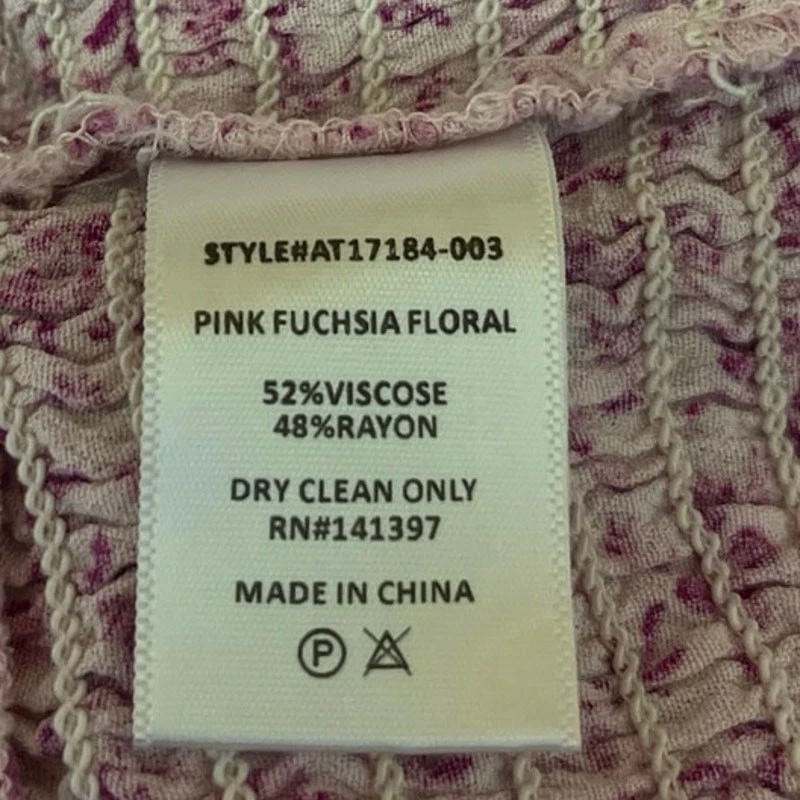 STYLE#AT17184-003
PINK FUCHSIA FLORAL
52%VISCOSE
48%RAYON
DRY CLEAN ONLY
RN#141397
MADE IN CHINA
P